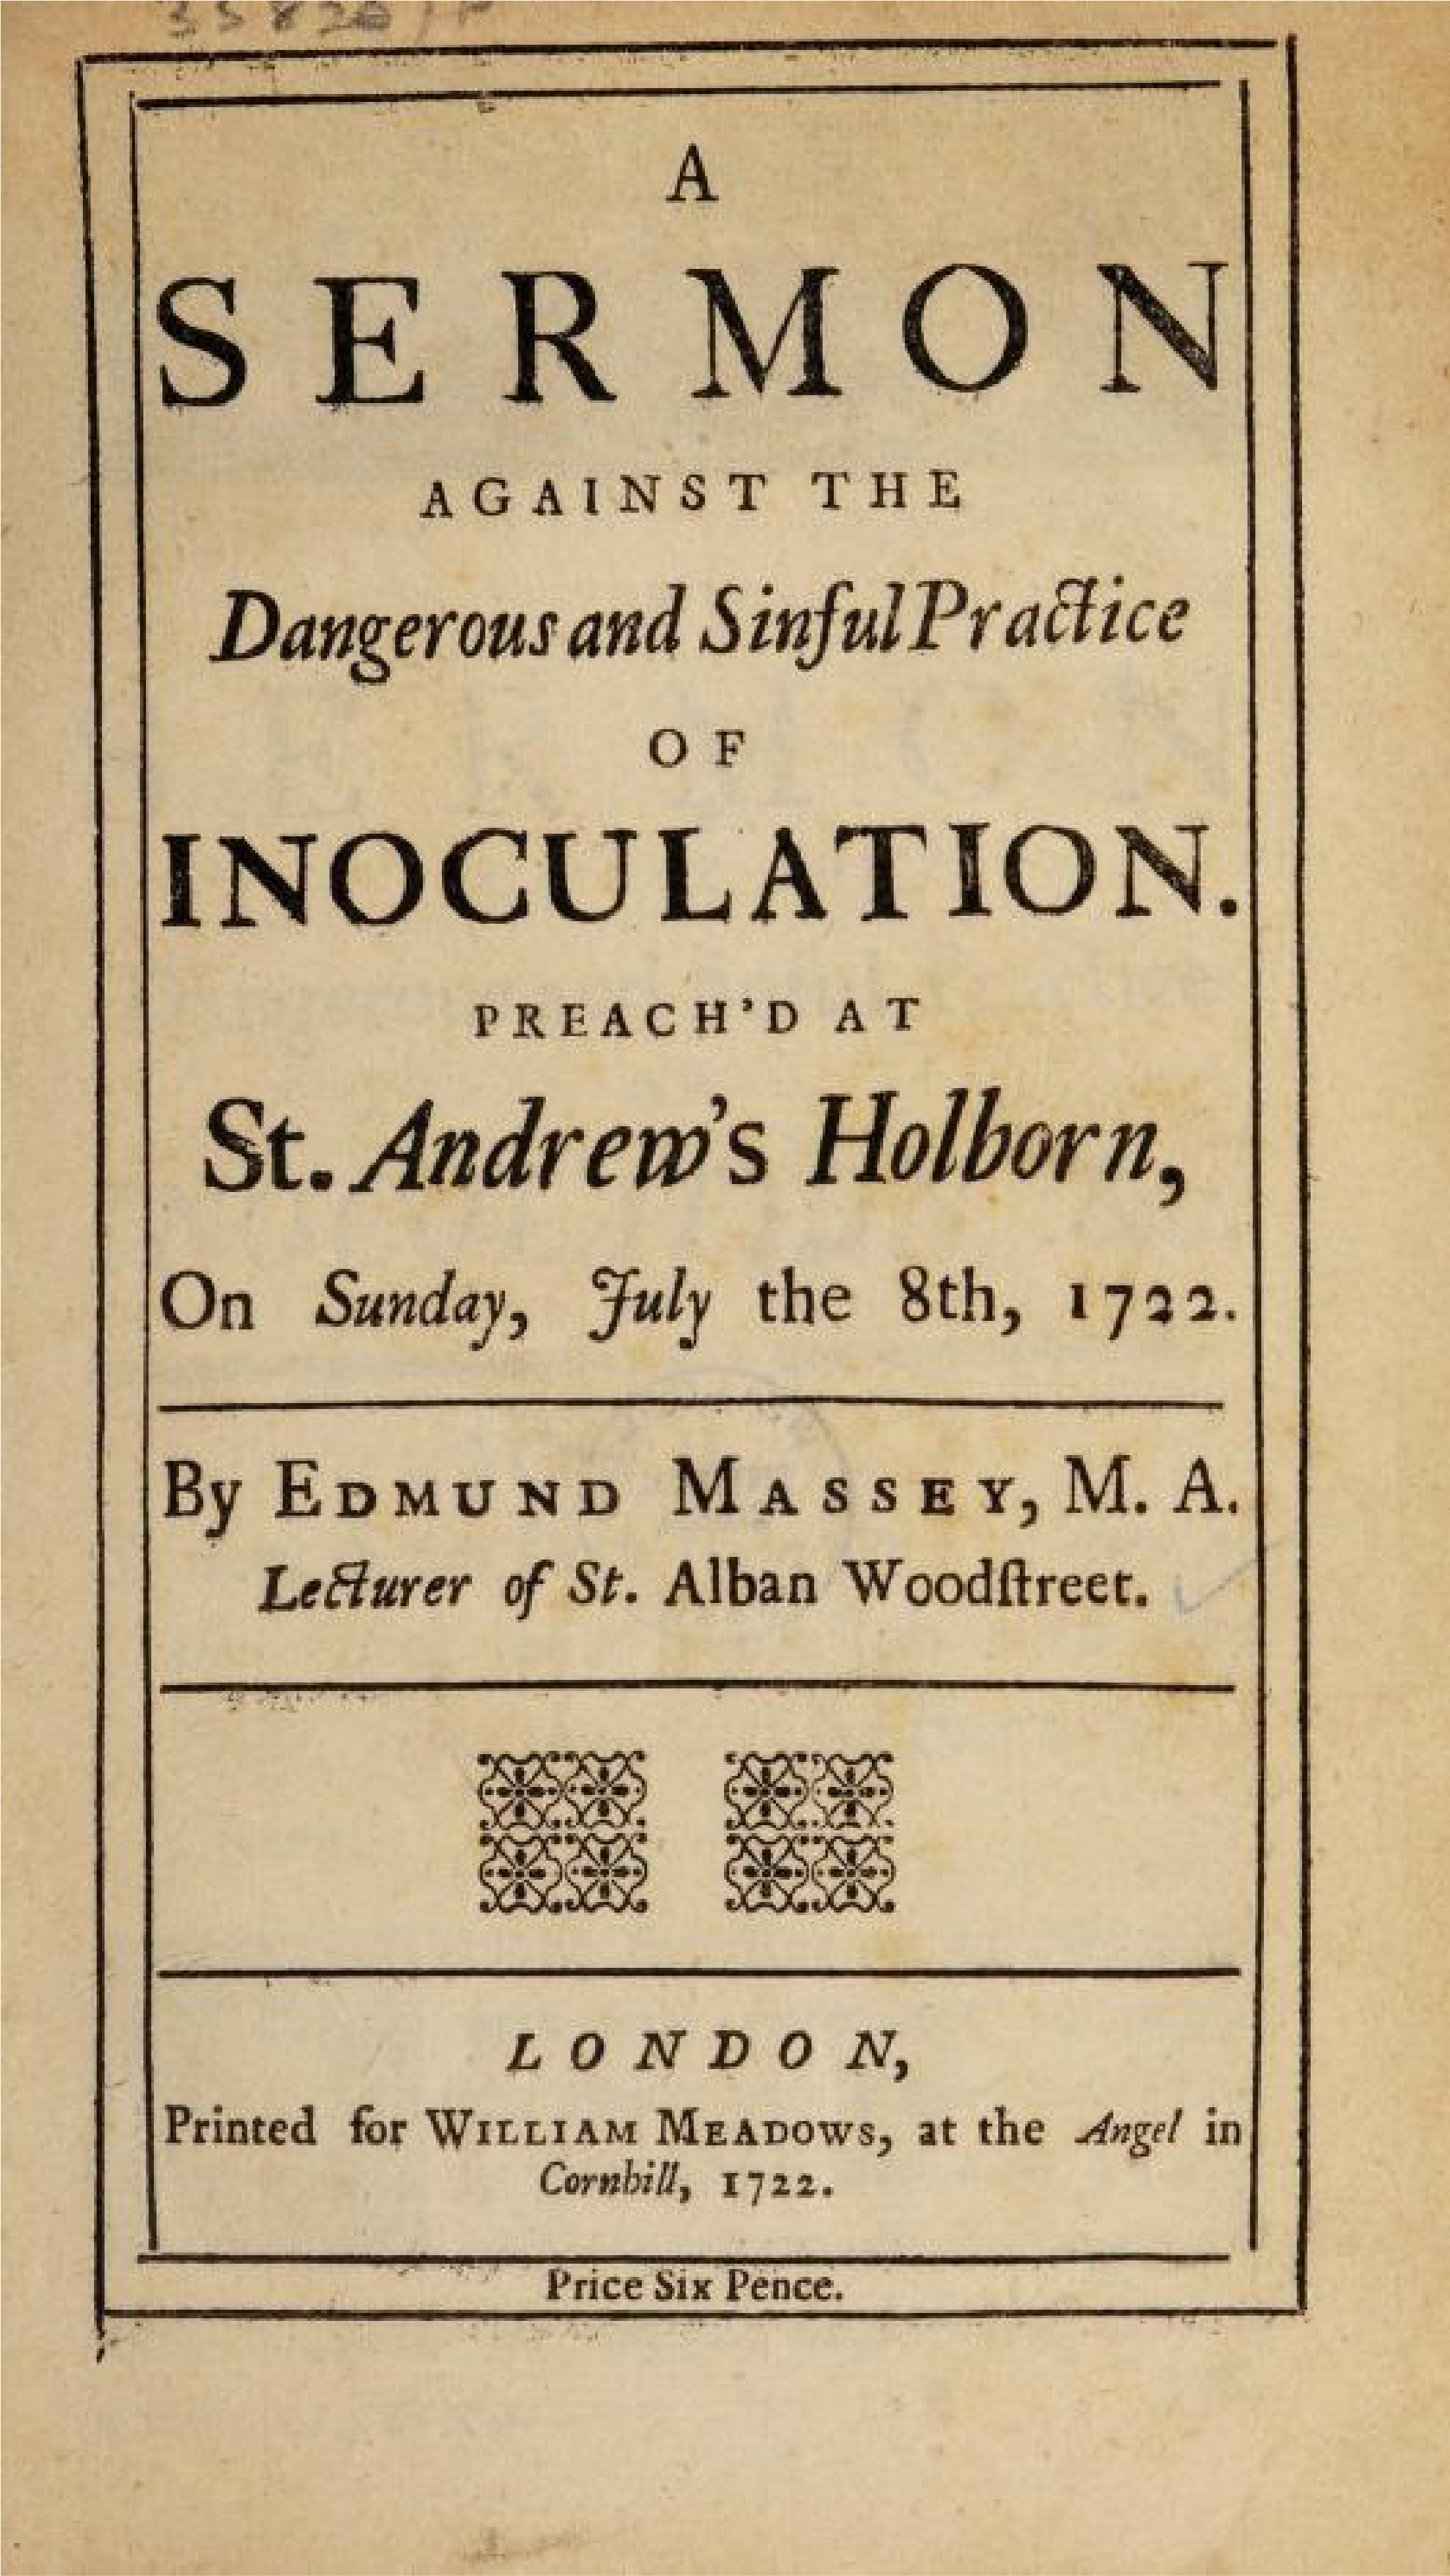 A
SERMON
AGAINST THE
Dangerous and Sinful Practice
OF
INOCULATION.
PREACH'D AT
St. Andrew's Holborn,
On Sunday, July the 8th, 1722.
By EDMUND MASSEY, M. A.
Lecturer of St. Alban Woodſtreet.
LONDON,
Printed for WILLIAM MEADOWS, at the Angel in
Cornhill, 1722.
Price Six Pence.